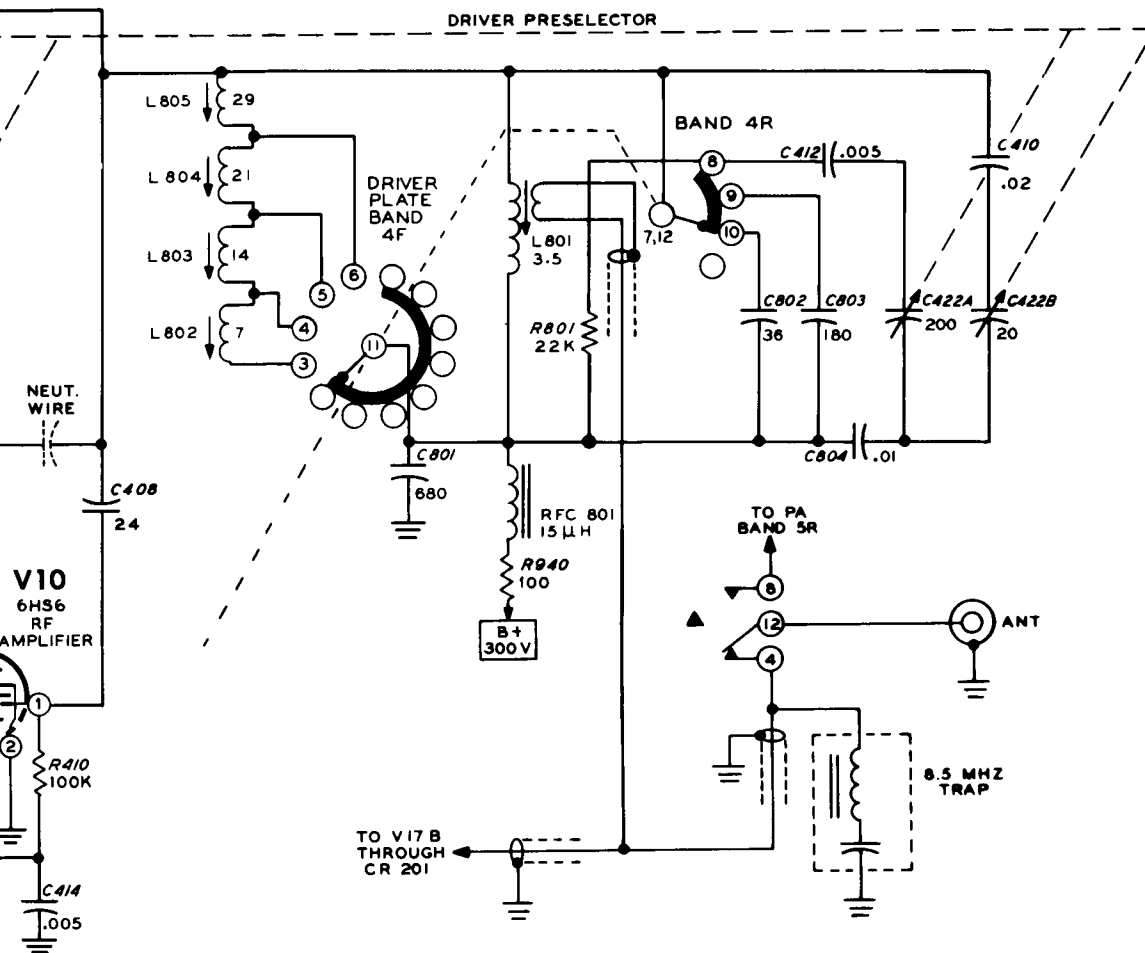 DRIVER PRESELECTOR
L805
29
L804
21
L803
14
L802
7
DRIVER
PLATE
BAND
4F
6
5
4
3
11
BAND 4R
8
9
10
7,12
C412
.005
C410
.02
L801
3.5
R801
22K
C802
36
C803
180
C422A
200
C422B
20
C804
.01
NEUT.
WIRE
C408
24
C801
680
RFC 801
15μH
R940
100
B+
300V
V10
6HS6
RF
AMPLIFIER
1
2
R410
100K
C414
.005
TO PA
BAND 5R
8
12
4
ANT
8.5 MHZ
TRAP
TO V17B
THROUGH
CR 201